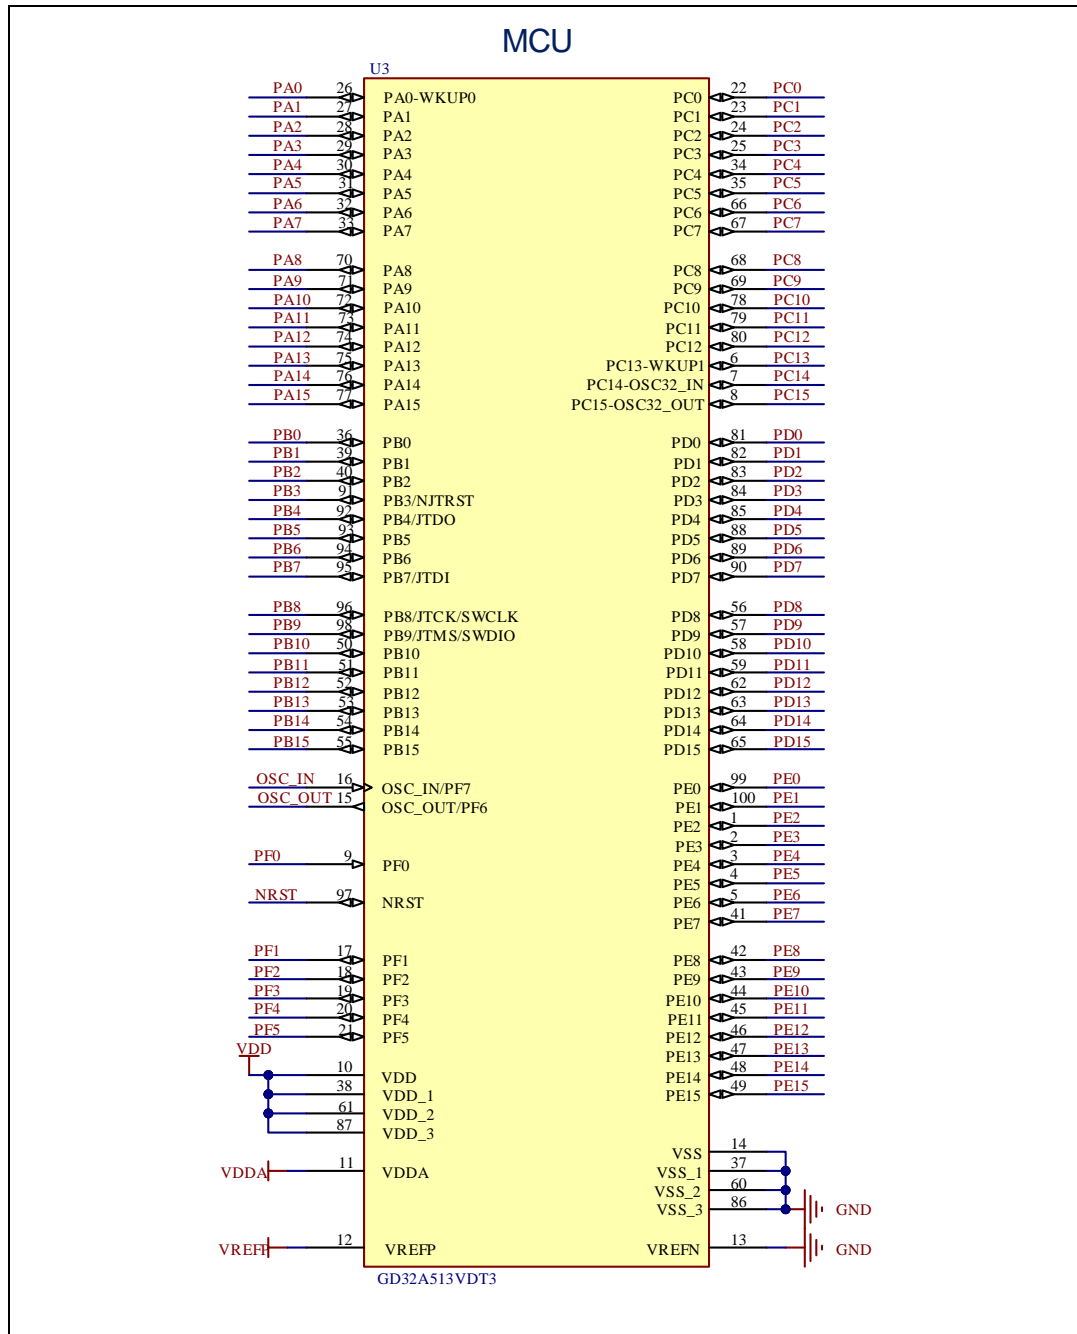 MCU
U3
PA0 26 PA0-WKUP0 PC0 22 PC0
PA1 27 PA1 PC1 23 PC1
PA2 28 PA2 PC2 24 PC2
PA3 29 PA3 PC3 25 PC3
PA4 30 PA4 PC4 34 PC4
PA5 31 PA5 PC5 35 PC5
PA6 32 PA6 PC6 66 PC6
PA7 33 PA7 PC7 67 PC7
PA8 70 PA8 PC8 68 PC8
PA9 71 PA9 PC9 69 PC9
PA10 72 PA10 PC10 78 PC10
PA11 73 PA11 PC11 79 PC11
PA12 74 PA12 PC12 80 PC12
PA13 75 PA13 PC13-WKUP1 6 PC13
PA14 76 PA14 PC14-OSC32_IN 7 PC14
PA15 77 PA15 PC15-OSC32_OUT 8 PC15
PB0 36 PB0 PD0 81 PD0
PB1 39 PB1 PD1 82 PD1
PB2 40 PB2 PD2 83 PD2
PB3 91 PB3/NJTRST PD3 84 PD3
PB4 92 PB4/JTDO PD4 85 PD4
PB5 93 PB5 PD5 88 PD5
PB6 94 PB6 PD6 89 PD6
PB7 95 PB7/JTDI PD7 90 PD7
PB8 96 PB8/JTCK/SWCLK PD8 56 PD8
PB9 98 PB9/JTMS/SWDIO PD9 57 PD9
PB10 50 PB10 PD10 58 PD10
PB11 51 PB11 PD11 59 PD11
PB12 52 PB12 PD12 62 PD12
PB13 53 PB13 PD13 63 PD13
PB14 54 PB14 PD14 64 PD14
PB15 55 PB15 PD15 65 PD15
OSC_IN 16 OSC_IN/PF7 PE0 99 PE0
OSC_OUT 15 OSC_OUT/PF6 PE1 100 PE1
PE2 1 PE2
PE3 2 PE3
PF0 9 PF0 PE4 3 PE4
PE5 4 PE5
NRST 97 NRST PE6 5 PE6
PE7 41 PE7
PF1 17 PF1 PE8 42 PE8
PF2 18 PF2 PE9 43 PE9
PF3 19 PF3 PE10 44 PE10
PF4 20 PF4 PE11 45 PE11
PF5 21 PF5 PE12 46 PE12
VDD PE13 47 PE13
10 VDD PE14 48 PE14
38 VDD_1 PE15 49 PE15
61 VDD_2
87 VDD_3
VSS 14
VDDA 11 VDDA VSS_1 37
VSS_2 60
VSS_3 86 GND
VREFP 12 VREFP VREFN 13 GND
GD32A513VDT3